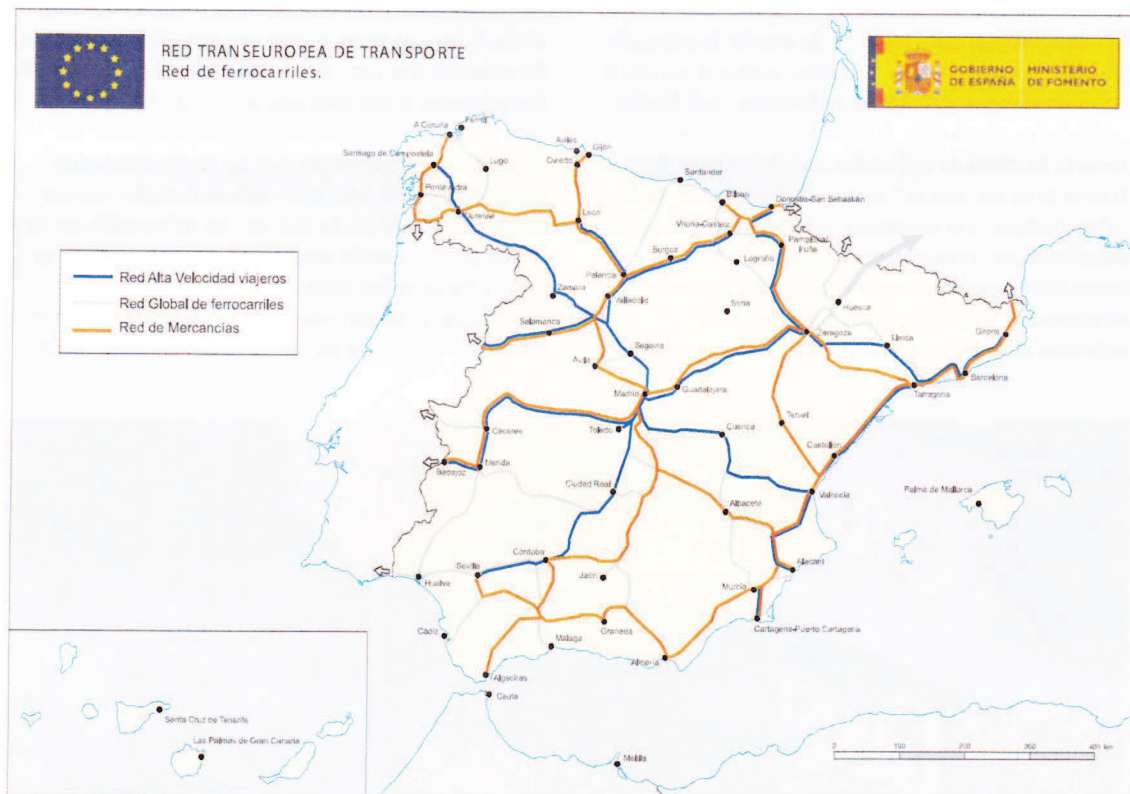 RED TRANSEUROPEA DE TRANSPORTE
Red de ferrocarriles.
GOBIERNO MINISTERIO
DE ESPAÑA DE FOMENTO
Red Alta Velocidad viajeros
Red Global de ferrocarriles
Red de Mercancías
A Coruña
Ferrol
Santiago de Compostela
Lugo
Avilés
Gijón
Oviedo
Santander
Bilbao
Donostia-San Sebastián
Pontevedra
Ourense
León
Vitoria-Gasteiz
Pamplona/
Iruña
Burgos
Logroño
Palencia
Zamora
Valladolid
Soria
Huesca
Girona
Salamanca
Zaragoza
Lleida
Segovia
Barcelona
Ávila
Madrid
Guadalajara
Tarragona
Teruel
Cáceres
Toledo
Cuenca
Castellón
Badajoz
Mérida
Ciudad Real
Valencia
Palma de Mallorca
Albacete
Córdoba
Alacant
Sevilla
Jaén
Murcia
Huelva
Cartagena-Puerto Cartagena
Granada
Cádiz
Málaga
Almería
Algeciras
Ceuta
Santa Cruz de Tenerife
Las Palmas de Gran Canaria
Melilla
0 100 200 300 400 km